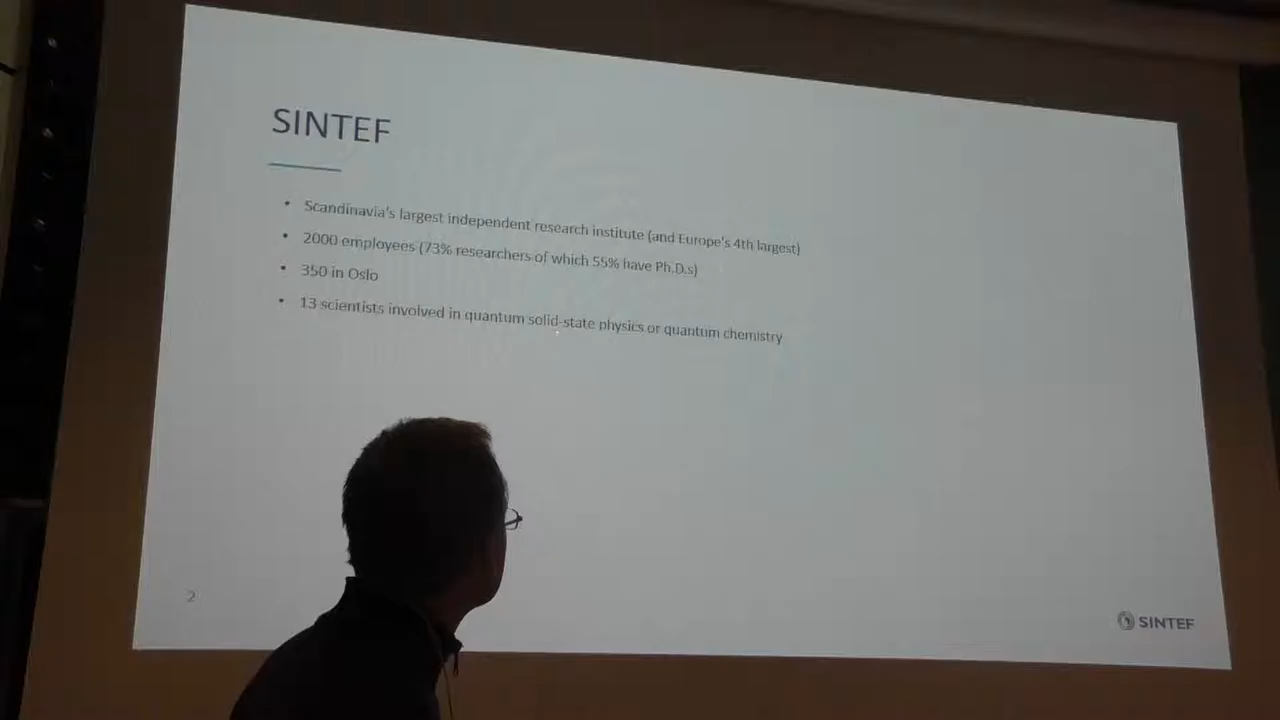 SINTEF
• Scandinavia's largest independent research institute (and Europe's 4th largest)
• 2000 employees (73% researchers of which 55% have Ph.D.s)
• 350 in Oslo
• 13 scientists involved in quantum solid-state physics or quantum chemistry
2
SINTEF